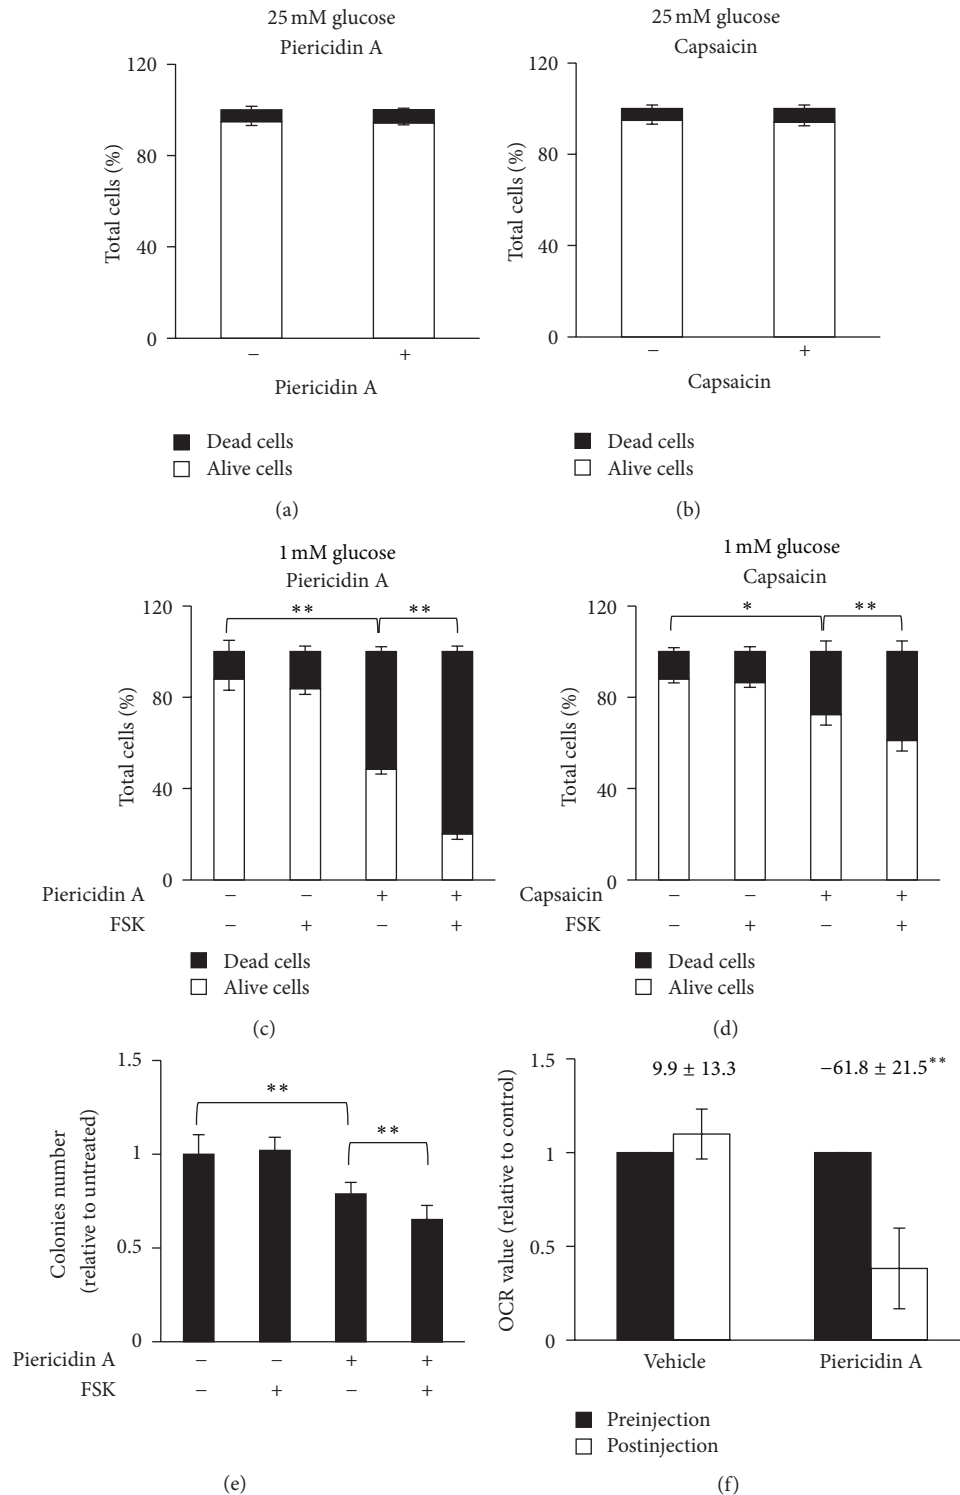 25 mM glucose
Piericidin A
120
80
40
0
Total cells (%)
− +
Piericidin A
Dead cells
Alive cells
(a)
25 mM glucose
Capsaicin
120
80
40
0
Total cells (%)
− +
Capsaicin
Dead cells
Alive cells
(b)
1 mM glucose
Piericidin A
120
80
40
0
Total cells (%)
** **
Piericidin A − − + +
FSK − + − +
Dead cells
Alive cells
(c)
1 mM glucose
Capsaicin
120
80
40
0
Total cells (%)
* **
Capsaicin − − + +
FSK − + − +
Dead cells
Alive cells
(d)
1.5
1
0.5
0
Colonies number
(relative to untreated)
** **
Piericidin A − − + +
FSK − + − +
(e)
1.5
1
0.5
0
OCR value (relative to control)
9.9 ± 13.3 −61.8 ± 21.5**
Vehicle Piericidin A
Preinjection
Postinjection
(f)